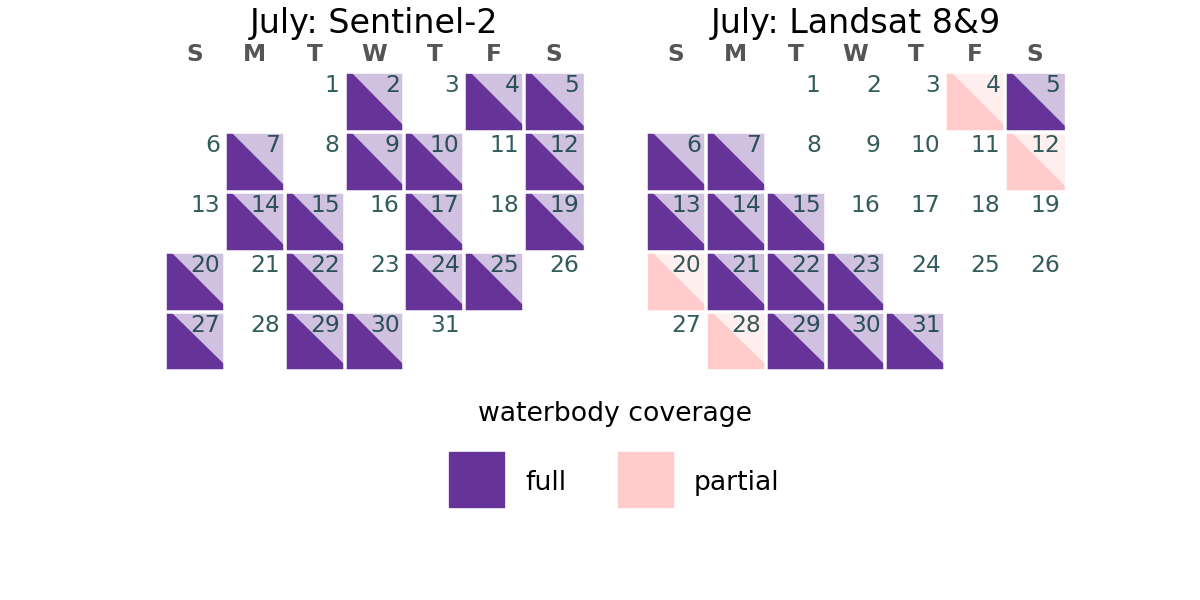 July: Sentinel-2
S M T W T F S
1 2 3 4 5
6 7 8 9 10 11 12
13 14 15 16 17 18 19
20 21 22 23 24 25 26
27 28 29 30 31
July: Landsat 8&9
S M T W T F S
1 2 3 4 5
6 7 8 9 10 11 12
13 14 15 16 17 18 19
20 21 22 23 24 25 26
27 28 29 30 31
waterbody coverage
full partial